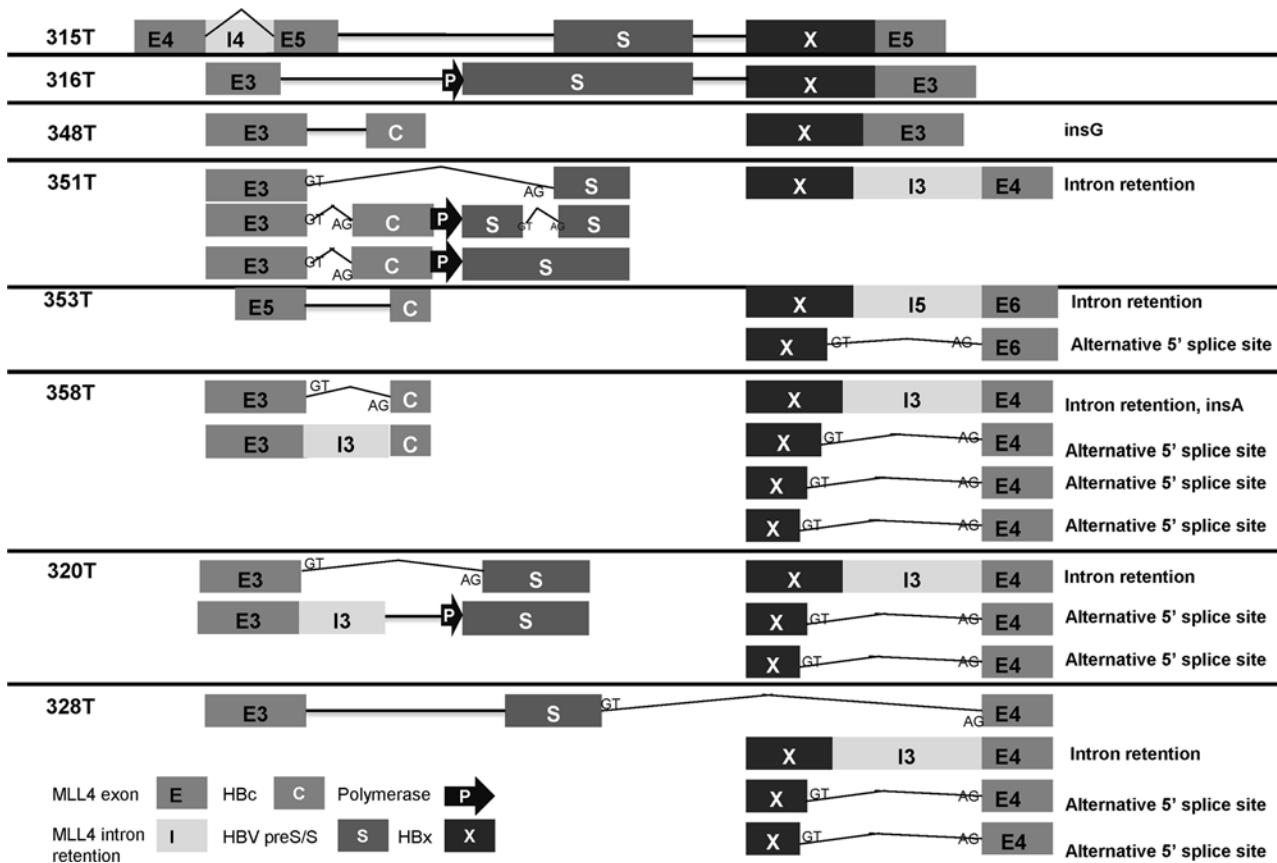 315T E4 I4 E5 S X E5
316T E3 P S X E3
348T E3 C X E3 insG
351T E3 GT AG S X I3 E4 Intron retention
E3 GT AG C P S GT AG S
E3 GT AG C P S
353T E5 C X I5 E6 Intron retention
X GT AG E6 Alternative 5’ splice site
358T E3 GT AG C X I3 E4 Intron retention, insA
E3 I3 C X GT AG E4 Alternative 5’ splice site
X GT AG E4 Alternative 5’ splice site
X GT AG E4 Alternative 5’ splice site
320T E3 GT AG S X I3 E4 Intron retention
E3 I3 P S X GT AG E4 Alternative 5’ splice site
X GT AG E4 Alternative 5’ splice site
328T E3 S GT AG E4
X I3 E4 Intron retention
X GT AG E4 Alternative 5’ splice site
X GT AG E4 Alternative 5’ splice site
MLL4 exon E HBc C Polymerase P
MLL4 intron retention I HBV preS/S S HBx X